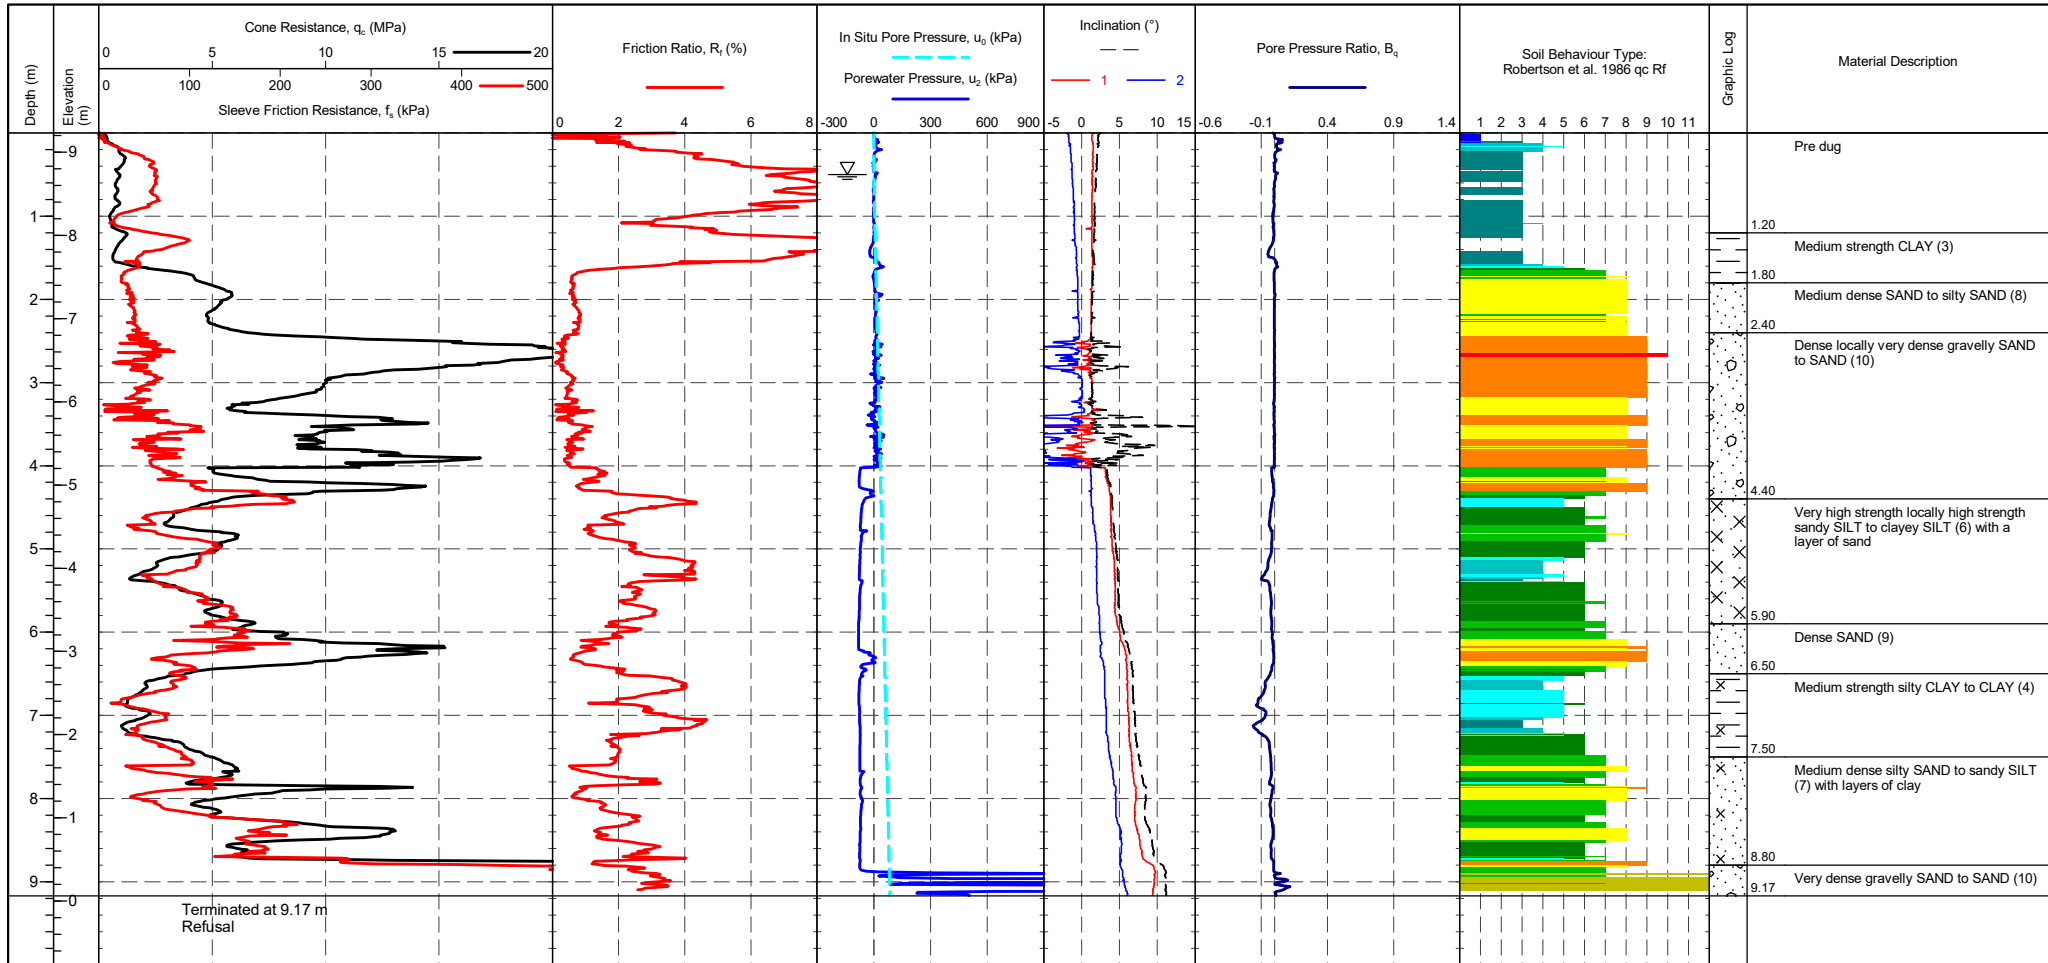 Depth (m)
Elevation (m)
Cone Resistance, qc (MPa)
0 5 10 15 20
0 100 200 300 400 500
Sleeve Friction Resistance, fs (kPa)
Friction Ratio, Rf (%)
0 2 4 6 8
In Situ Pore Pressure, u0 (kPa)
Porewater Pressure, u2 (kPa)
-300 0 300 600 900
Inclination (°)
1 2
-5 0 5 10 15
Pore Pressure Ratio, Bq
-0.6 -0.1 0.4 0.9 1.4
Soil Behaviour Type:
Robertson et al. 1986 qc Rf
1 2 3 4 5 6 7 8 9 10 11
Graphic Log
Material Description
9
Pre dug
1
1.20
8
Medium strength CLAY (3)
1.80
2
Medium dense SAND to silty SAND (8)
7
2.40
Dense locally very dense gravelly SAND
to SAND (10)
3
6
4
5
4.40
Very high strength locally high strength
sandy SILT to clayey SILT (6) with a
layer of sand
5
4
5.90
6
Dense SAND (9)
3
6.50
Medium strength silty CLAY to CLAY (4)
7
2
7.50
Medium dense silty SAND to sandy SILT
(7) with layers of clay
8
1
8.80
9
Very dense gravelly SAND to SAND (10)
9.17
0
Terminated at 9.17 m
Refusal